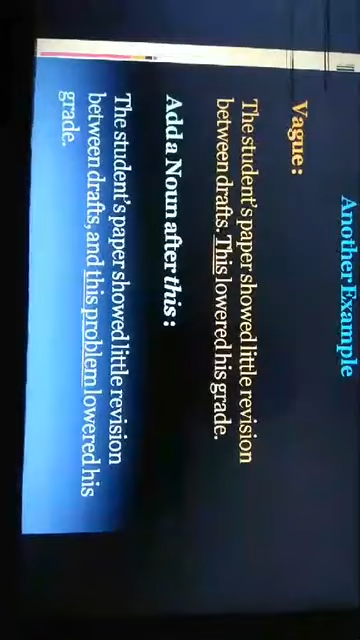 Another Example
Vague:
The student's paper showed little revision
between drafts. This lowered his grade.
Add a Noun after this:
The student's paper showed little revision
between drafts, and this problem lowered his
grade.